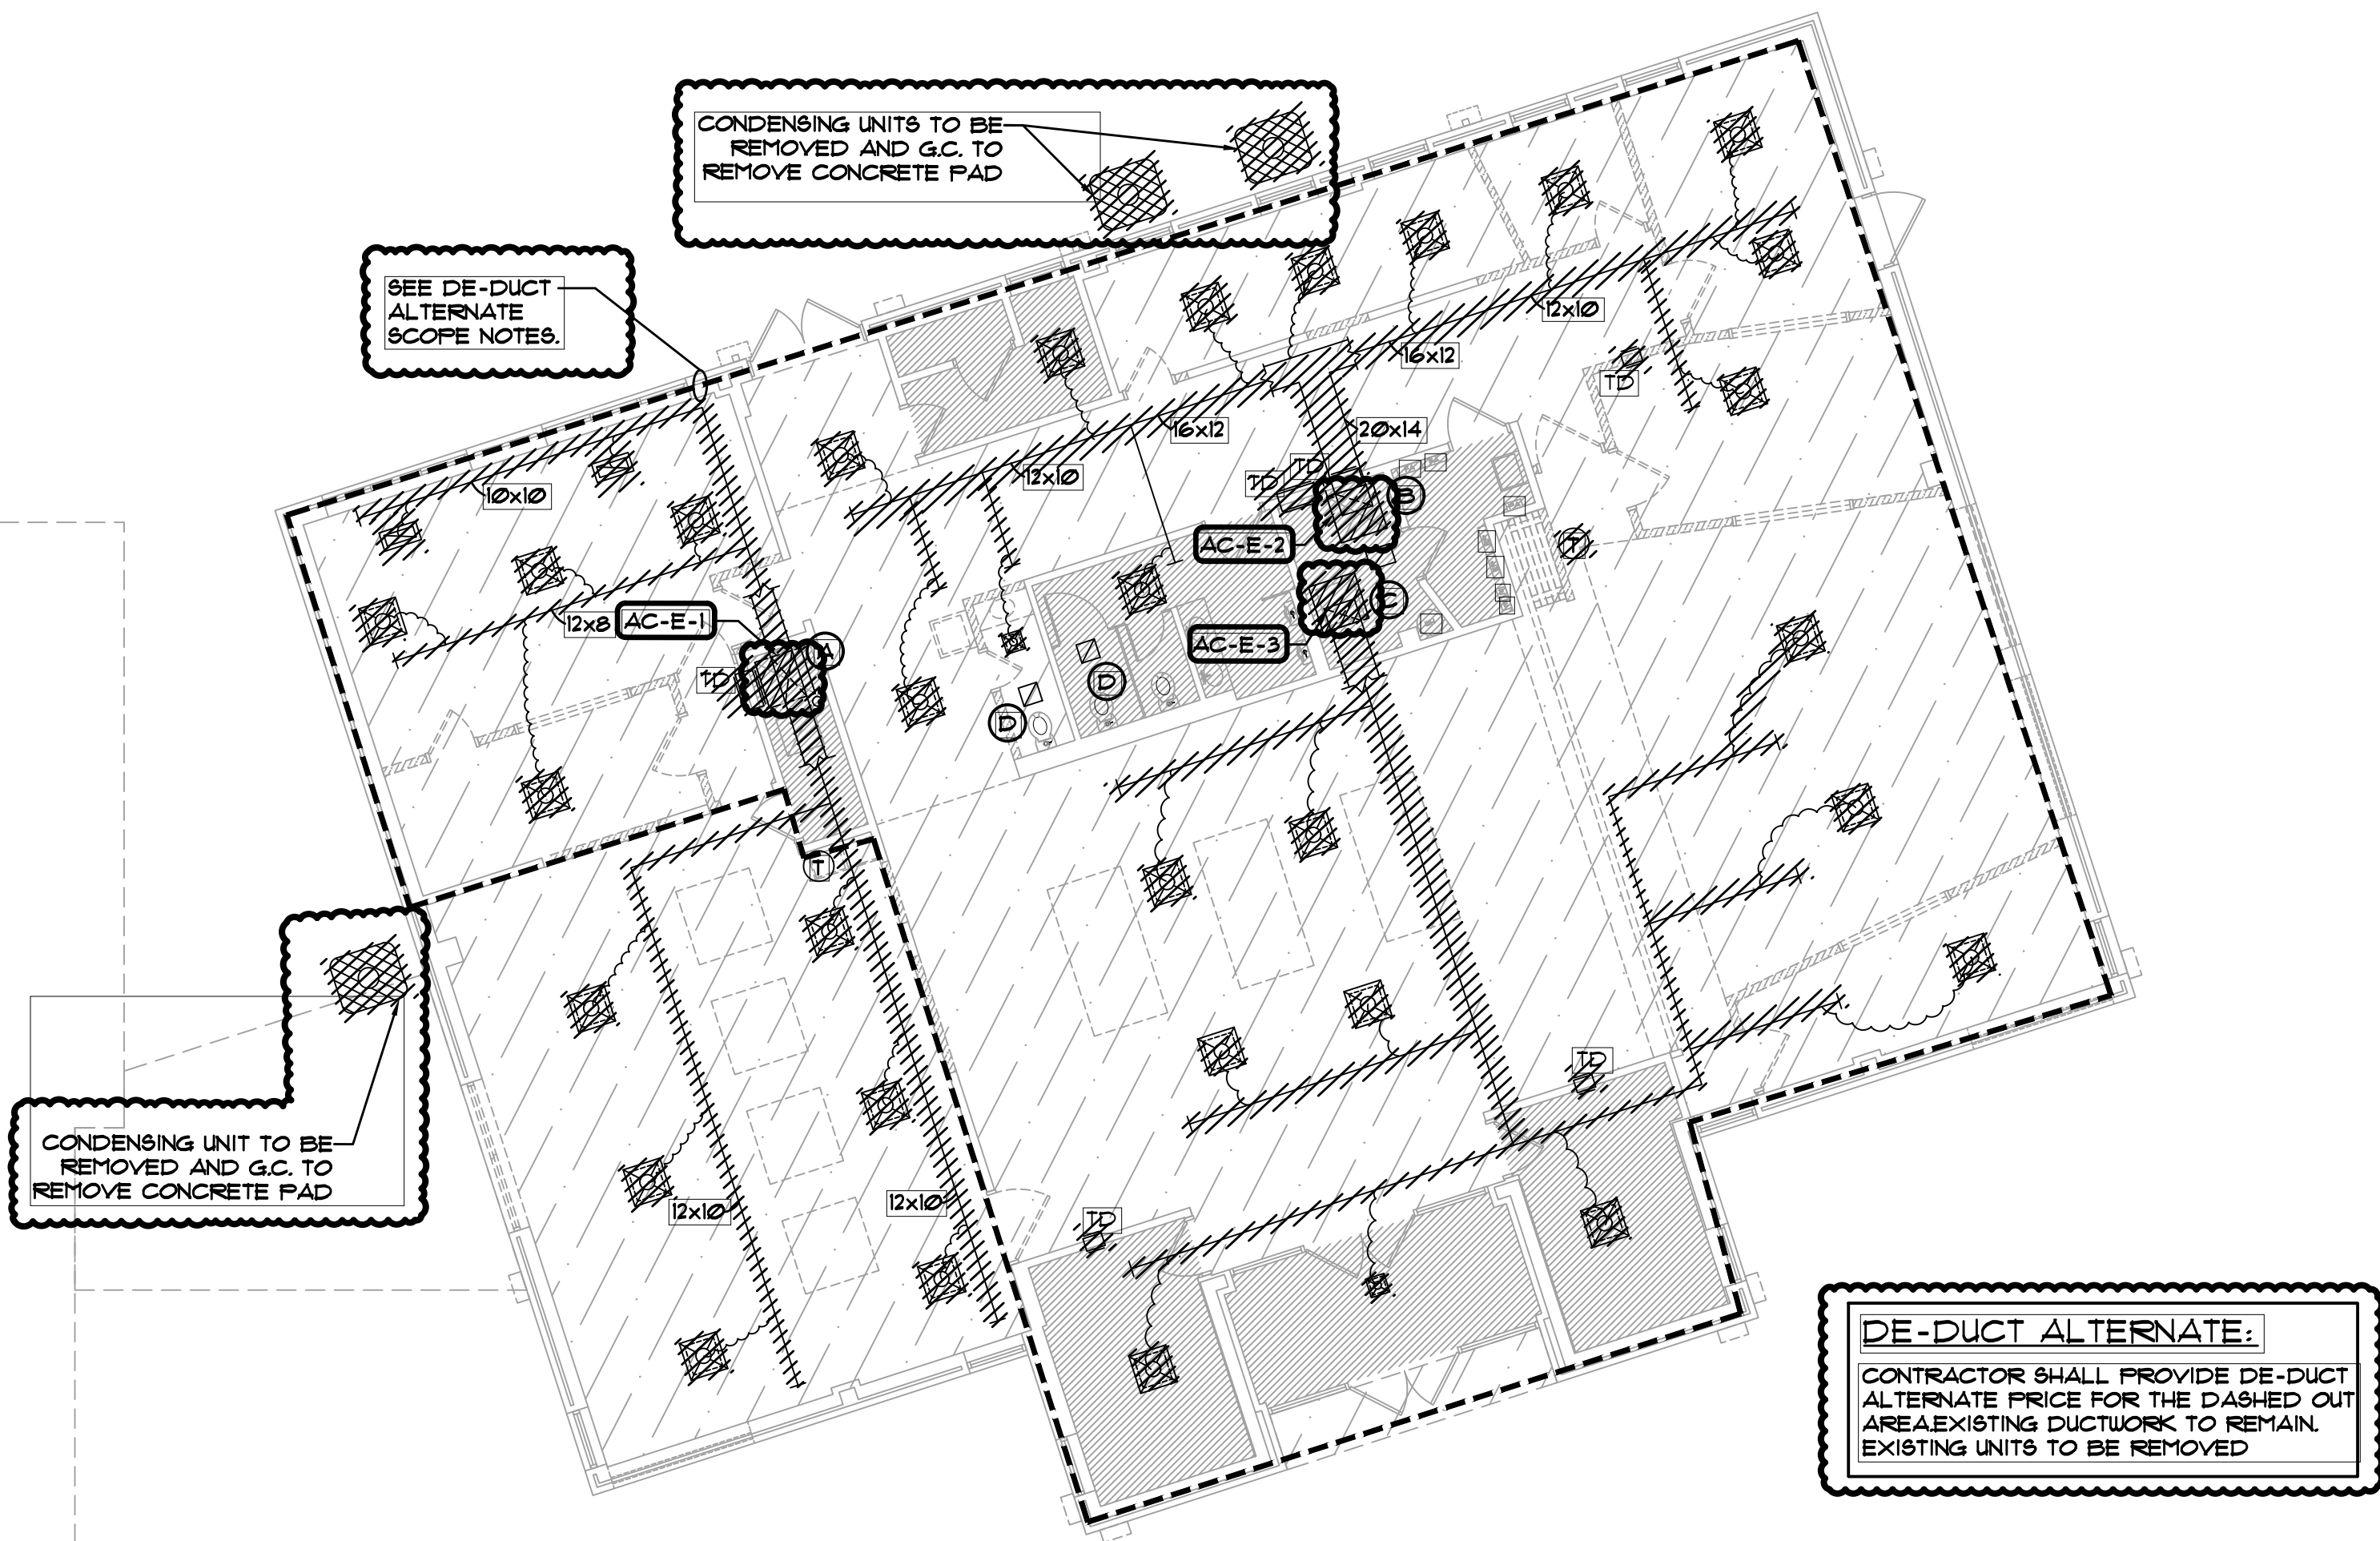 CONDENSING UNITS TO BE
REMOVED AND G.C. TO
REMOVE CONCRETE PAD
SEE DE-DUCT
ALTERNATE
SCOPE NOTES.
12x10
16x12
TD
16x12
20x14
12x10
TD
TD
10x10
B
AC-E-2
T
12x8
AC-E-1
A
C
AC-E-3
TD
D
D
T
TD
CONDENSING UNIT TO BE
REMOVED AND G.C. TO
REMOVE CONCRETE PAD
12x10
12x10
TD
DE-DUCT ALTERNATE:
CONTRACTOR SHALL PROVIDE DE-DUCT
ALTERNATE PRICE FOR THE DASHED OUT
AREA.EXISTING DUCTWORK TO REMAIN.
EXISTING UNITS TO BE REMOVED